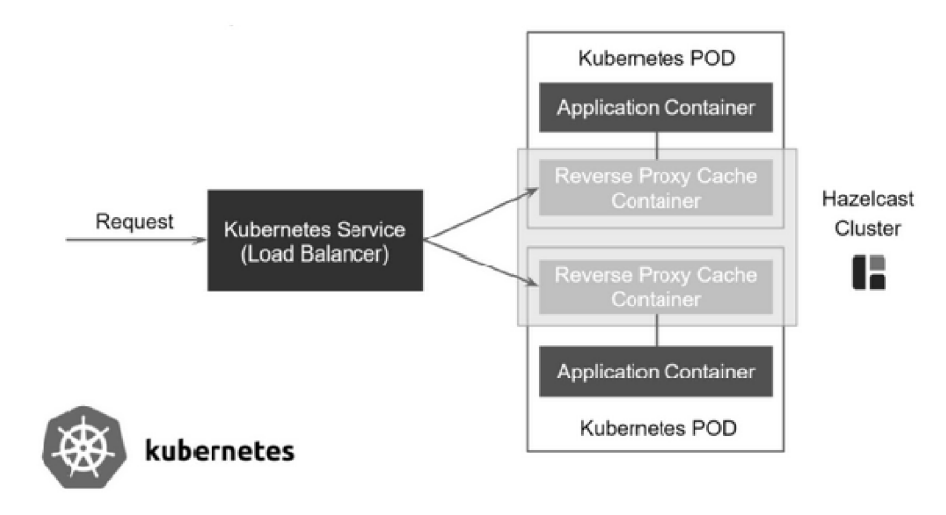 Kubernetes POD
Application Container
Reverse Proxy Cache
Container
Request
Kubernetes Service
(Load Balancer)
Hazelcast
Cluster
Reverse Proxy Cache
Container
Application Container
Kubernetes POD
kubernetes